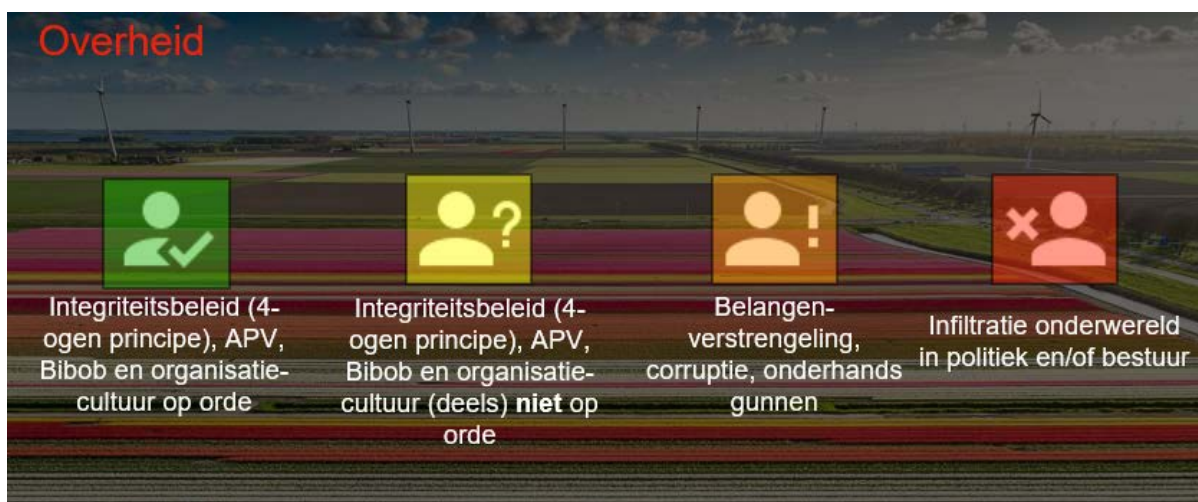 Overheid
Integriteitsbeleid (4-
ogen principe), APV,
Bibob en organisatie-
cultuur op orde
Integriteitsbeleid (4-
ogen principe), APV,
Bibob en organisatie-
cultuur (deels) niet op
orde
Belangen-
verstrengeling,
corruptie, onderhands
gunnen
Infiltratie onderwereld
in politiek en/of bestuur